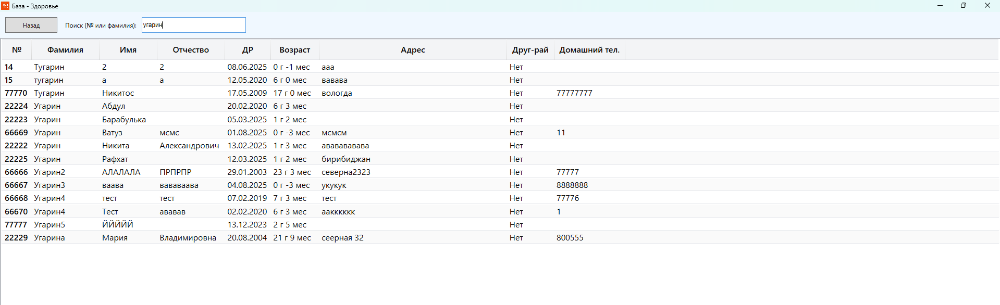 База - Здоровье
Назад Поиск (№ или фамилия): угарин
№ Фамилия Имя Отчество ДР Возраст Адрес Друг-рай Домашний тел.
14 Тугарин 2 2 08.06.2025 0 г -1 мес ааа Нет
15 тугарин а а 12.05.2020 6 г 0 мес вавава Нет
77770 Тугарин Никитос 17.05.2009 17 г 0 мес вологда Нет 77777777
22224 Угарин Абдул 20.02.2020 6 г 3 мес Нет
22223 Угарин Барабулька 05.03.2025 1 г 2 мес Нет
66669 Угарин Ватуз мсмс 01.08.2025 0 г -3 мес мсмсм Нет 11
22222 Угарин Никита Александрович 13.02.2025 1 г 3 мес авававававa Нет
22225 Угарин Рафхат 12.03.2025 1 г 2 мес бирибиджан Нет
66666 Угарин2 АЛАЛАЛА ПРПРПР 29.01.2003 23 г 3 мес северна2323 Нет 77777
66667 Угарин3 ваава вававаава 04.08.2025 0 г -3 мес укукук Нет 8888888
66668 Угарин4 тест тест 07.02.2019 7 г 3 мес тест Нет 77776
66670 Угарин4 Тест ававав 02.02.2020 6 г 3 мес аакккккк Нет 1
77777 Угарин5 ЙЙЙЙЙ 13.12.2023 2 г 5 мес Нет
22229 Угарина Мария Владимировна 20.08.2004 21 г 9 мес сеерная 32 Нет 800555